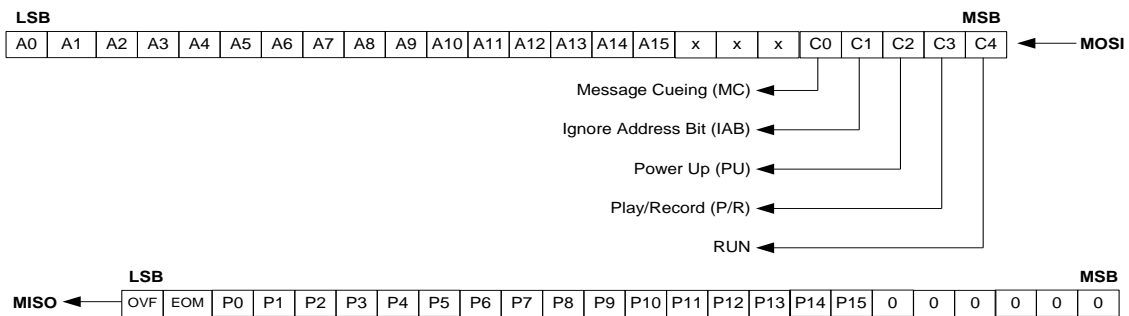 LSB MSB
A0 A1 A2 A3 A4 A5 A6 A7 A8 A9 A10 A11 A12 A13 A14 A15 x x x C0 C1 C2 C3 C4 MOSI
Message Cueing (MC)
Ignore Address Bit (IAB)
Power Up (PU)
Play/Record (P/R)
RUN
LSB MSB
MISO OVF EOM P0 P1 P2 P3 P4 P5 P6 P7 P8 P9 P10 P11 P12 P13 P14 P15 0 0 0 0 0 0